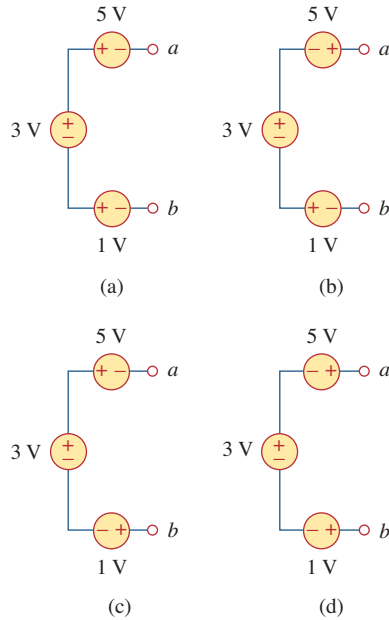 5 V 5 V
+ − a − + a
3 V + − 3 V + −
+ − b + − b
1 V 1 V
(a) (b)
5 V 5 V
+ − a − + a
3 V + − 3 V + −
− + b − + b
1 V 1 V
(c) (d)